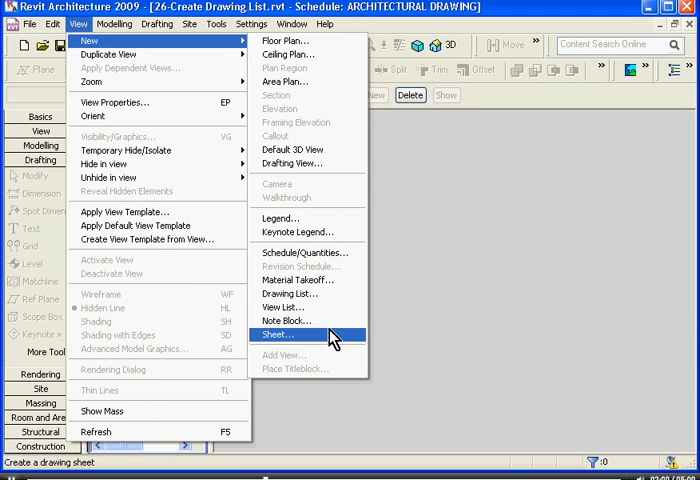 Revit Architecture 2009 - [26-Create Drawing List.rvt - Schedule: ARCHITECTURAL DRAWING]
File Edit View Modelling Drafting Site Tools Settings Window Help
3D Move Content Search Online
Plane Split Trim Offset
New Delete Show
Basics
View
Modelling
Drafting
Modify
Dimension
Spot Dimen
Text
Grid
Level
Matchline
Ref Plane
Scope Box
Keynote »
More Tool
Rendering
Site
Massing
Room and Are
Structural
Construction
New
Duplicate View
Apply Dependent Views...
Zoom
View Properties... EP
Orient
Visibility/Graphics... VG
Temporary Hide/Isolate
Hide in view
Unhide in view
Reveal Hidden Elements
Apply View Template...
Apply Default View Template
Create View Template from View...
Activate View
Deactivate View
Wireframe WF
Hidden Line HL
Shading SH
Shading with Edges SD
Advanced Model Graphics... AG
Rendering Dialog RR
Thin Lines TL
Show Mass
Refresh F5
Floor Plan...
Ceiling Plan...
Plan Region
Area Plan...
Section
Elevation
Framing Elevation
Callout
Default 3D View
Drafting View...
Camera
Walkthrough
Legend...
Keynote Legend...
Schedule/Quantities...
Revision Schedule...
Material Takeoff...
Drawing List...
View List...
Note Block...
Sheet...
Add View...
Place Titleblock...
Create a drawing sheet :0